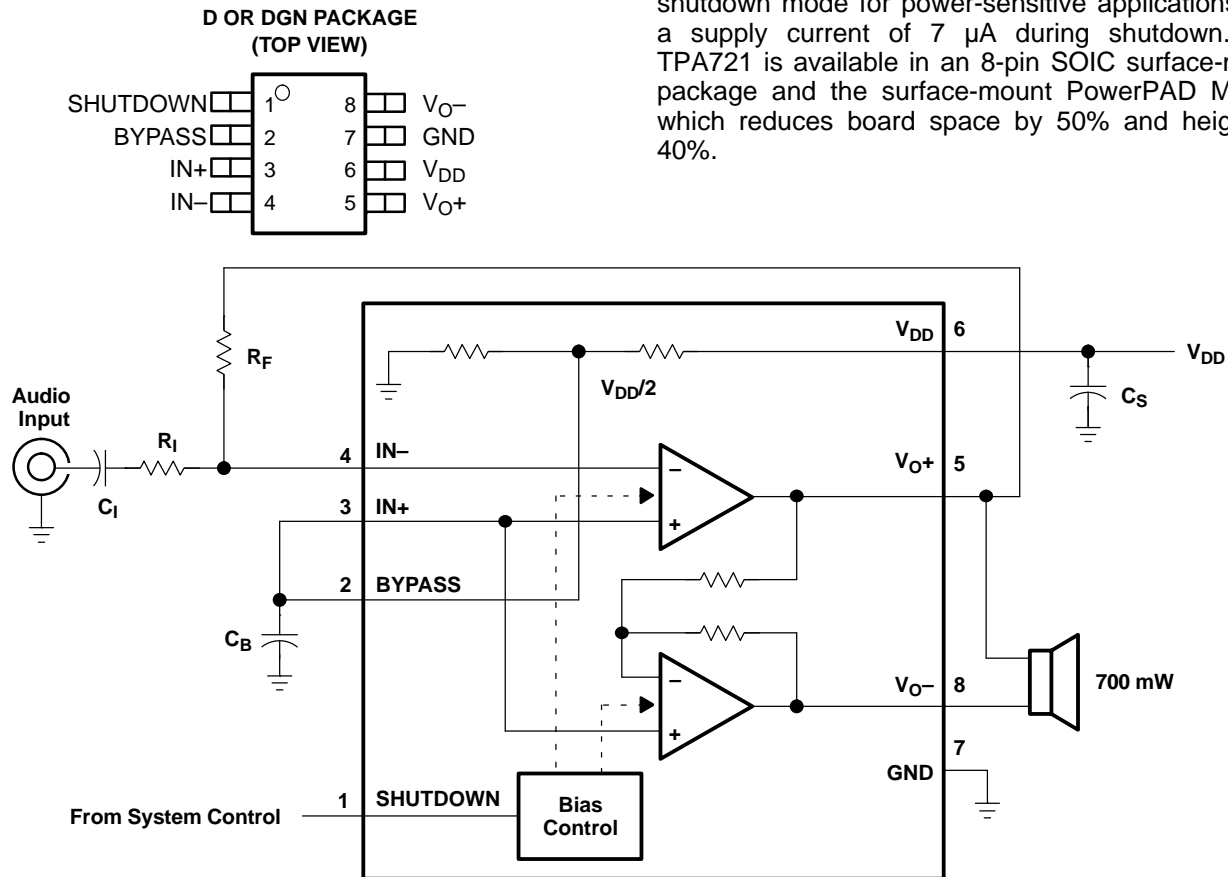 D OR DGN PACKAGE
(TOP VIEW)
SHUTDOWN 1 8 VO–
BYPASS 2 7 GND
IN+ 3 6 VDD
IN– 4 5 VO+
shutdown mode for power-sensitive applications
a supply current of 7 µA during shutdown.
TPA721 is available in an 8-pin SOIC surface-
package and the surface-mount PowerPAD
which reduces board space by 50% and
40%.
VDD 6
VDD
RF
VDD/2
CS
Audio
Input
RI
CI
4 IN–
–
+
VO+ 5
3 IN+
2 BYPASS
CB
–
+
VO– 8
700 mW
7
GND
From System Control
1 SHUTDOWN
Bias
Control